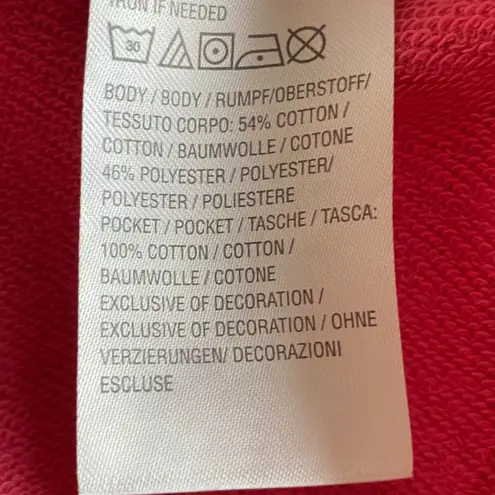 IRON IF NEEDED
30
BODY / BODY / RUMPF/OBERSTOFF/
TESSUTO CORPO: 54% COTTON /
COTTON / BAUMWOLLE / COTONE
46% POLYESTER / POLYESTER/
POLYESTER / POLIESTERE
POCKET / POCKET / TASCHE / TASCA:
100% COTTON / COTTON /
BAUMWOLLE / COTONE
EXCLUSIVE OF DECORATION /
EXCLUSIVE OF DECORATION / OHNE
VERZIERUNGEN/ DECORAZIONI
ESCLUSE